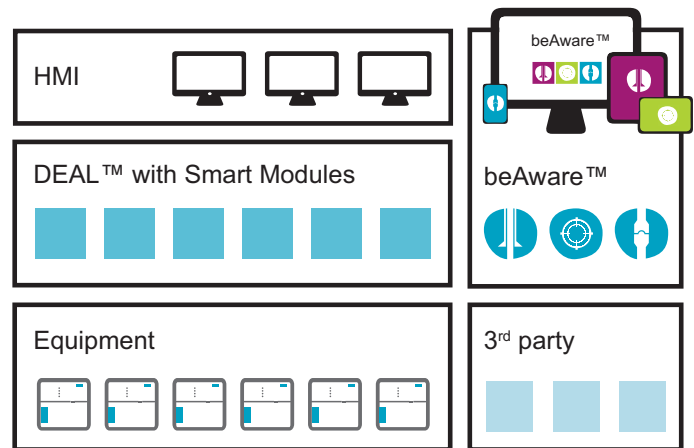 HMI
beAware™
DEAL™ with Smart Modules
beAware™
Equipment
3rd party